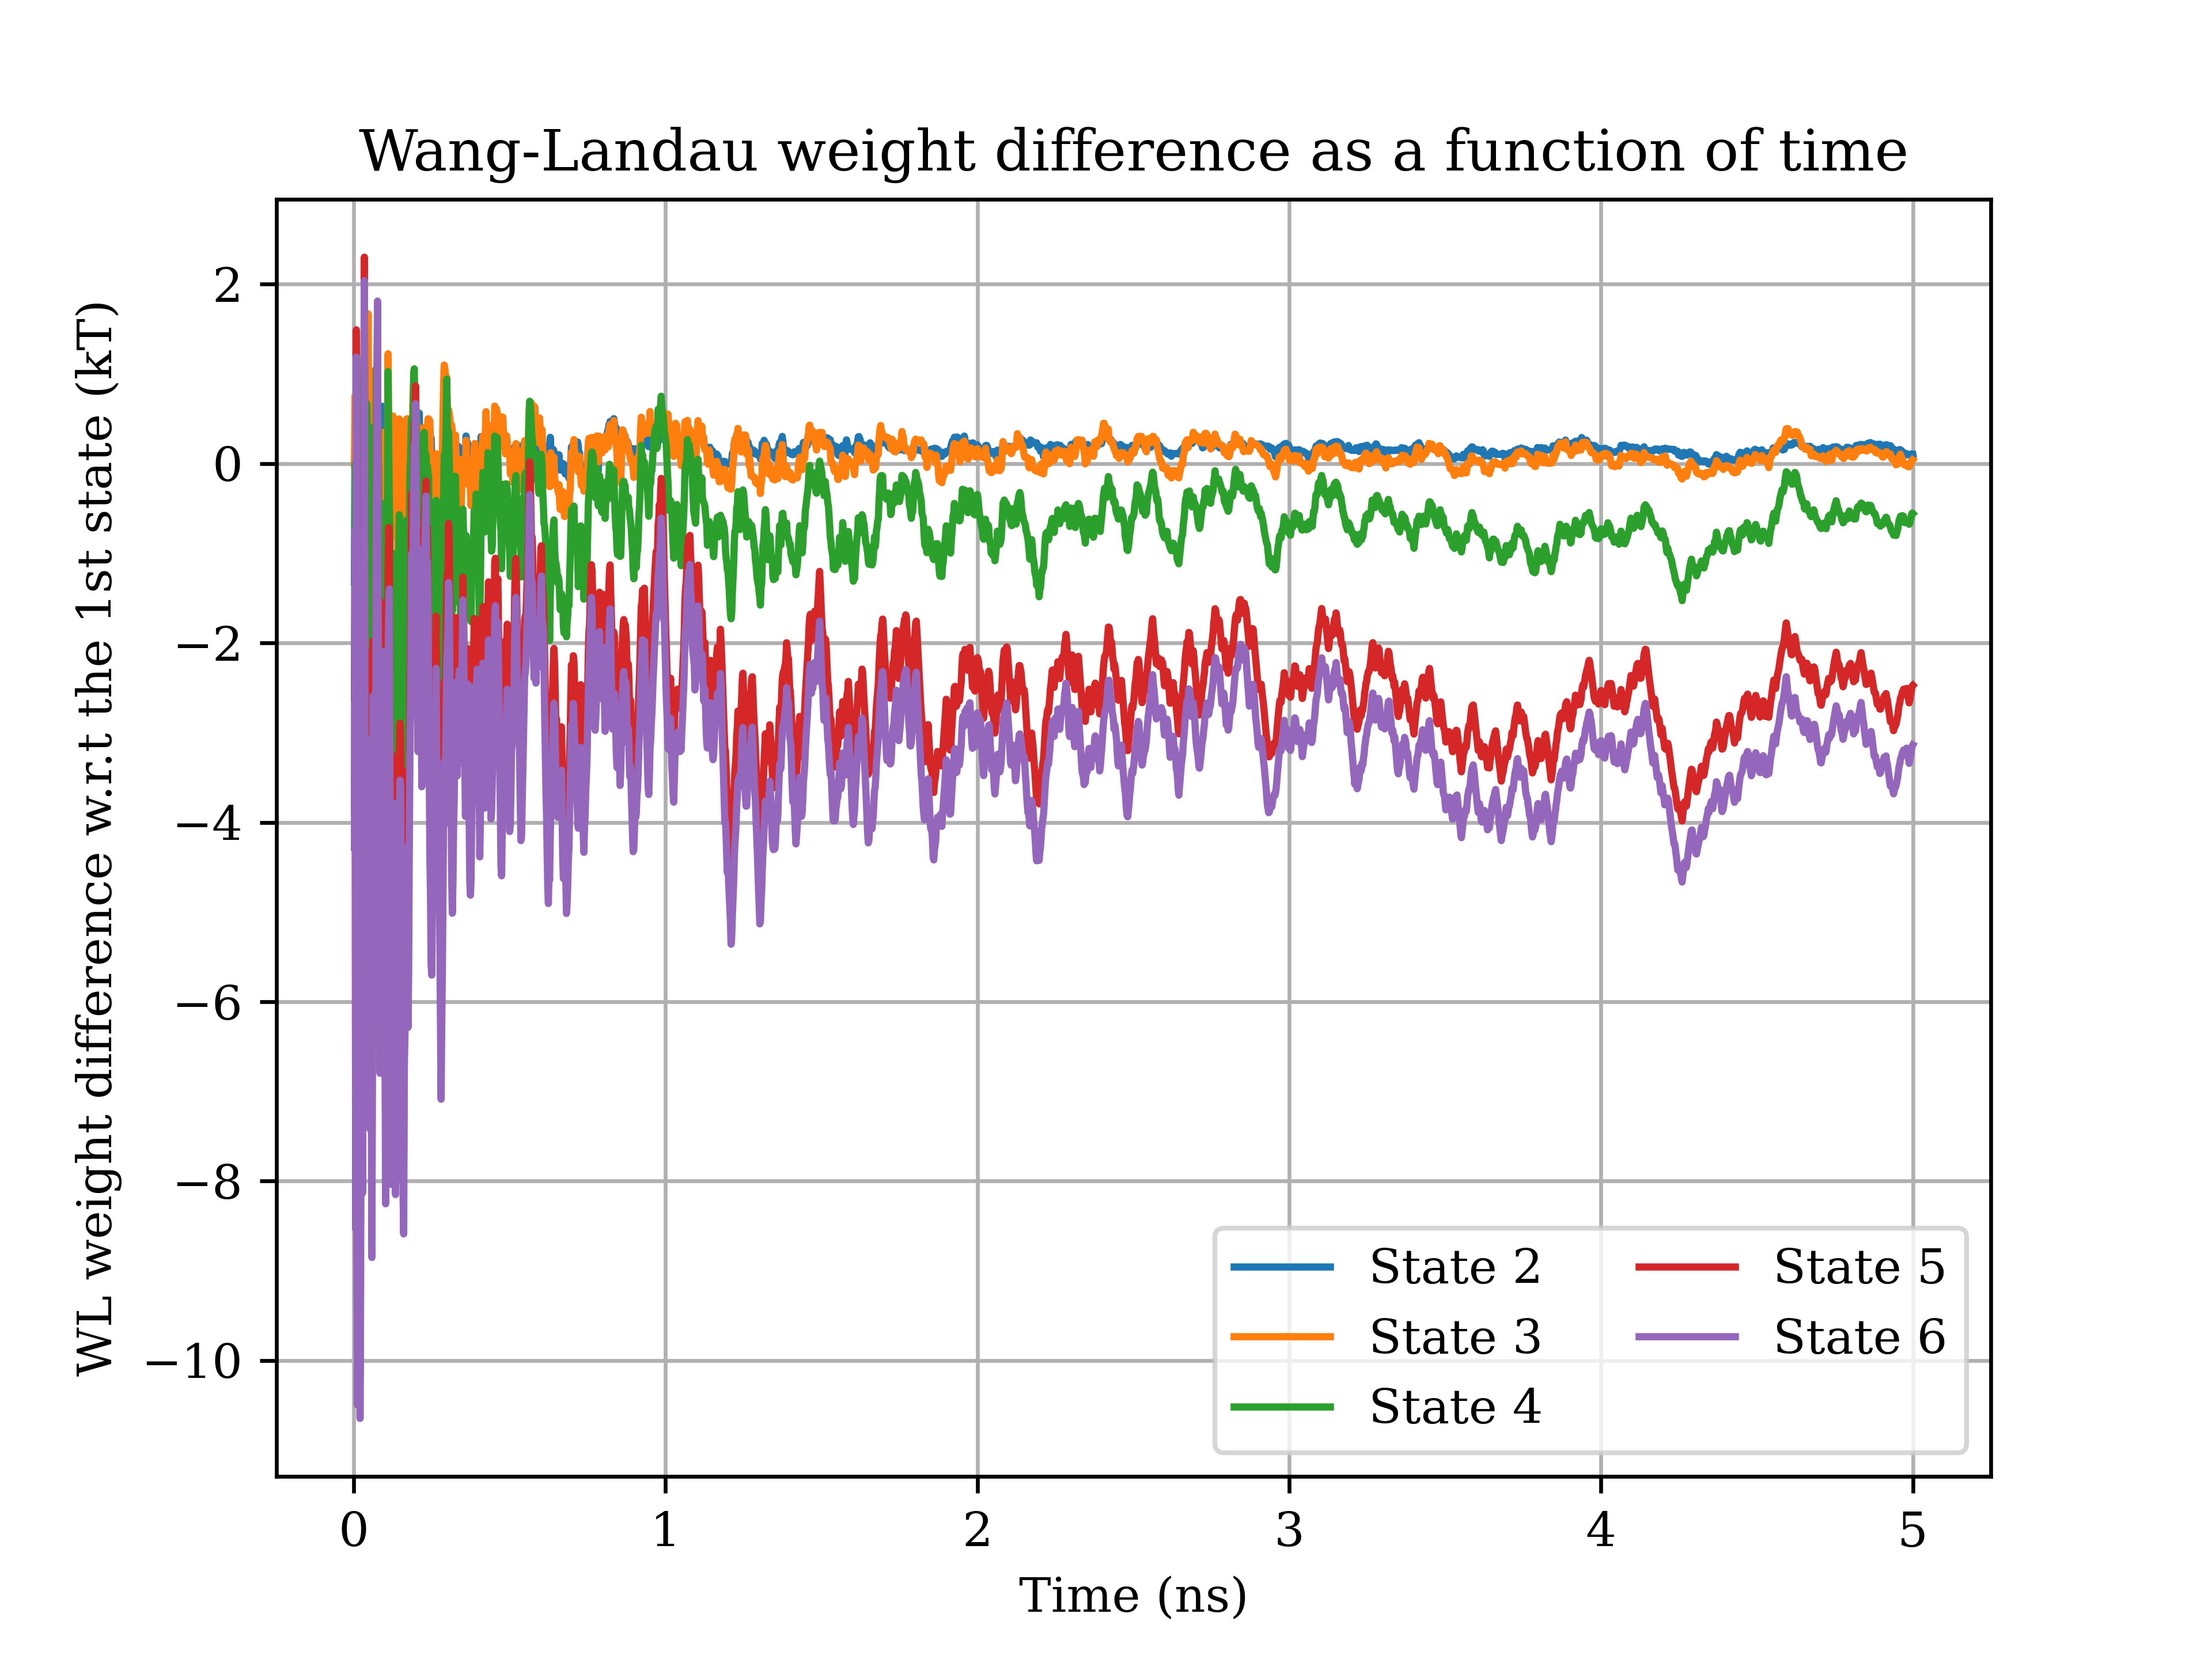 Wang-Landau weight difference as a function of time
WL weight difference w.r.t the 1st state (kT)
2
0
−2
−4
−6
−8
−10
State 2
State 3
State 4
State 5
State 6
0 1 2 3 4 5
Time (ns)